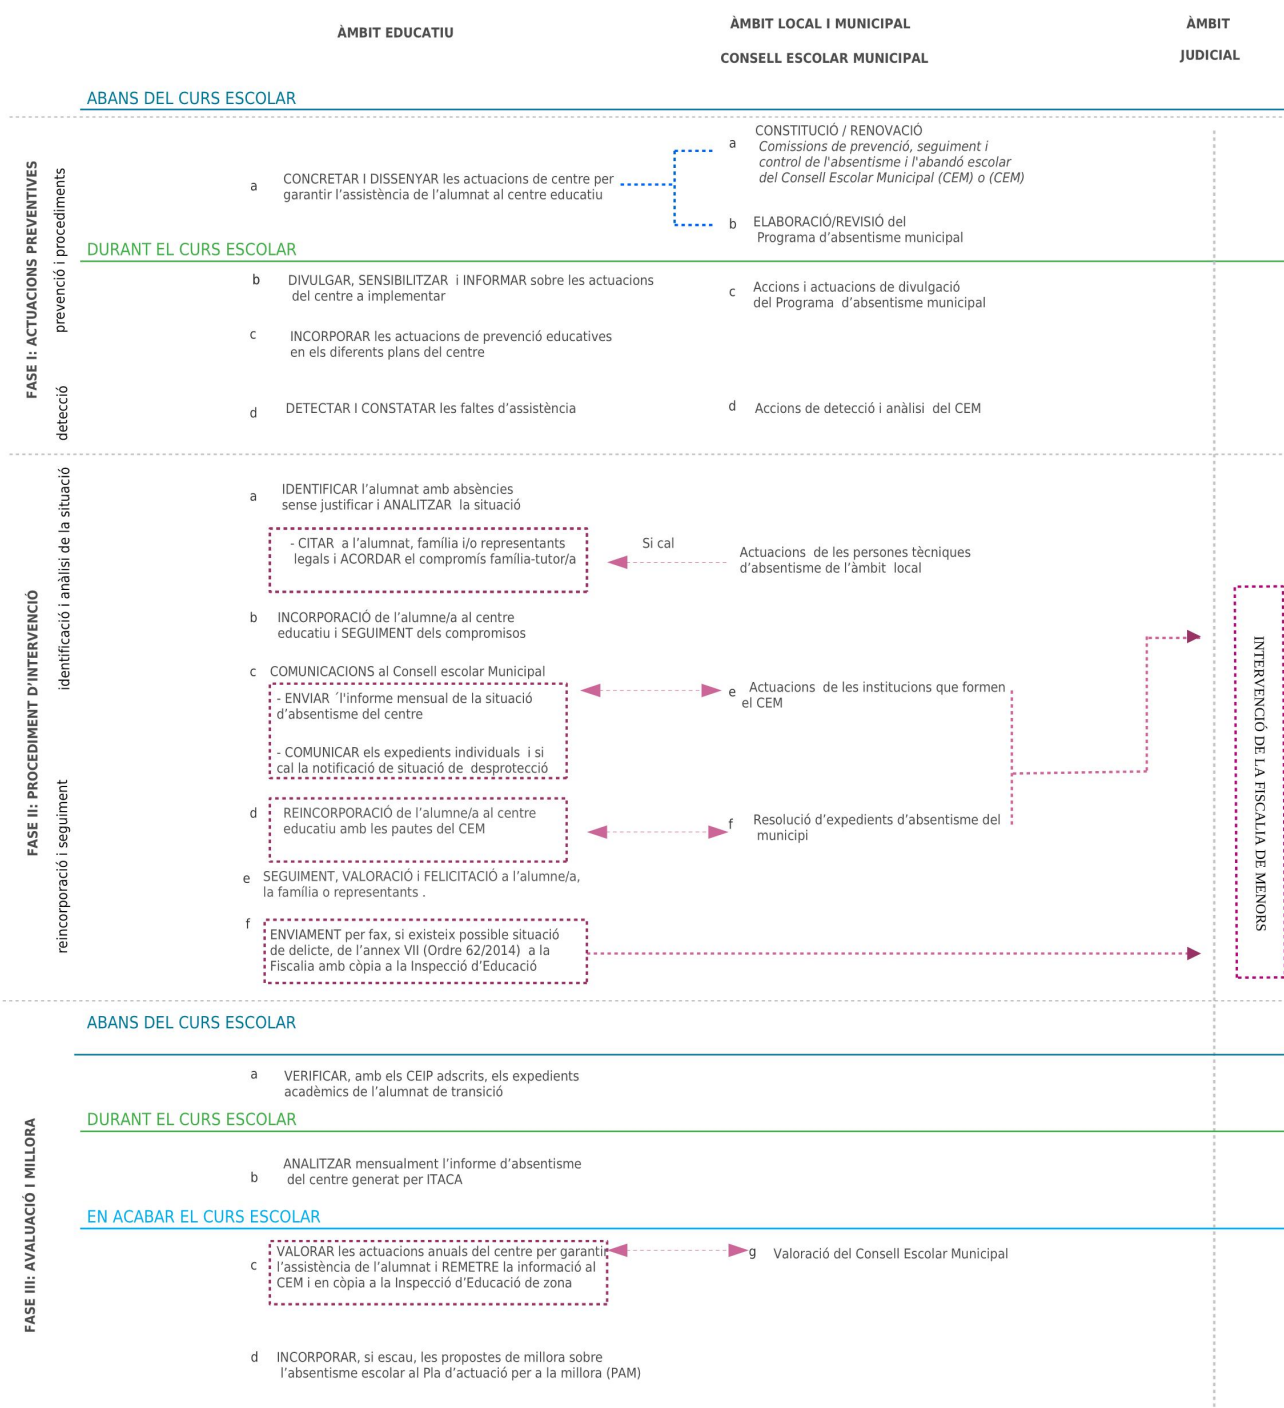 ÀMBIT EDUCATIU
ÀMBIT LOCAL I MUNICIPAL
CONSELL ESCOLAR MUNICIPAL
ÀMBIT
JUDICIAL
ABANS DEL CURS ESCOLAR
FASE I: ACTUACIONS PREVENTIVES
prevenció i procediments
a
CONCRETAR I DISSENYAR les actuacions de centre per
garantir l’assistència de l’alumnat al centre educatiu
a
CONSTITUCIÓ / RENOVACIÓ
Comissions de prevenció, seguiment i
control de l'absentisme i l'abandó escolar
del Consell Escolar Municipal (CEM) o (CEM)
b
ELABORACIÓ/REVISIÓ del
Programa d’absentisme municipal
DURANT EL CURS ESCOLAR
b
DIVULGAR, SENSIBILITZAR i INFORMAR sobre les actuacions
del centre a implementar
c
Accions i actuacions de divulgació
del Programa d’absentisme municipal
c
INCORPORAR les actuacions de prevenció educatives
en els diferents plans del centre
detecció
d
DETECTAR I CONSTATAR les faltes d’assistència
d
Accions de detecció i anàlisi del CEM
FASE II: PROCEDIMENT D’INTERVENCIÓ
identificació i anàlisi de la situació
a
IDENTIFICAR l’alumnat amb absències
sense justificar i ANALITZAR la situació
- CITAR a l’alumnat, família i/o representants
legals i ACORDAR el compromís família-tutor/a
Si cal
Actuacions de les persones tècniques
d’absentisme de l’àmbit local
b
INCORPORACIÓ de l’alumne/a al centre
educatiu i SEGUIMENT dels compromisos
c
COMUNICACIONS al Consell escolar Municipal
- ENVIAR ´l'informe mensual de la situació
d’absentisme del centre
- COMUNICAR els expedients individuals i si
cal la notificació de situació de desprotecció
e
Actuacions de les institucions que formen
el CEM
reincorporació i seguiment
d
REINCORPORACIÓ de l’alumne/a al centre
educatiu amb les pautes del CEM
f
Resolució d’expedients d’absentisme del
municipi
e
SEGUIMENT, VALORACIÓ i FELICITACIÓ a l’alumne/a,
la família o representants .
f
ENVIAMENT per fax, si existeix possible situació
de delicte, de l’annex VII (Ordre 62/2014) a la
Fiscalia amb còpia a la Inspecció d’Educació
INTERVENCIÓ DE LA FISCALIA DE MENORS
ABANS DEL CURS ESCOLAR
FASE III: AVALUACIÓ I MILLORA
a
VERIFICAR, amb els CEIP adscrits, els expedients
acadèmics de l’alumnat de transició
DURANT EL CURS ESCOLAR
b
ANALITZAR mensualment l’informe d’absentisme
del centre generat per ITACA
EN ACABAR EL CURS ESCOLAR
c
VALORAR les actuacions anuals del centre per garantir
l’assistència de l’alumnat i REMETRE la informació al
CEM i en còpia a la Inspecció d’Educació de zona
g
Valoració del Consell Escolar Municipal
d
INCORPORAR, si escau, les propostes de millora sobre
l’absentisme escolar al Pla d’actuació per a la millora (PAM)